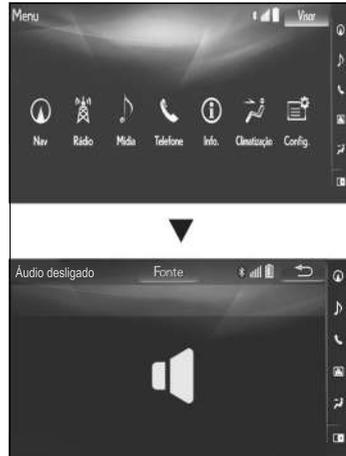 Menu Visor
Nav Rádio Mídia Telefone Info. Climatização Config.
Áudio desligado Fonte